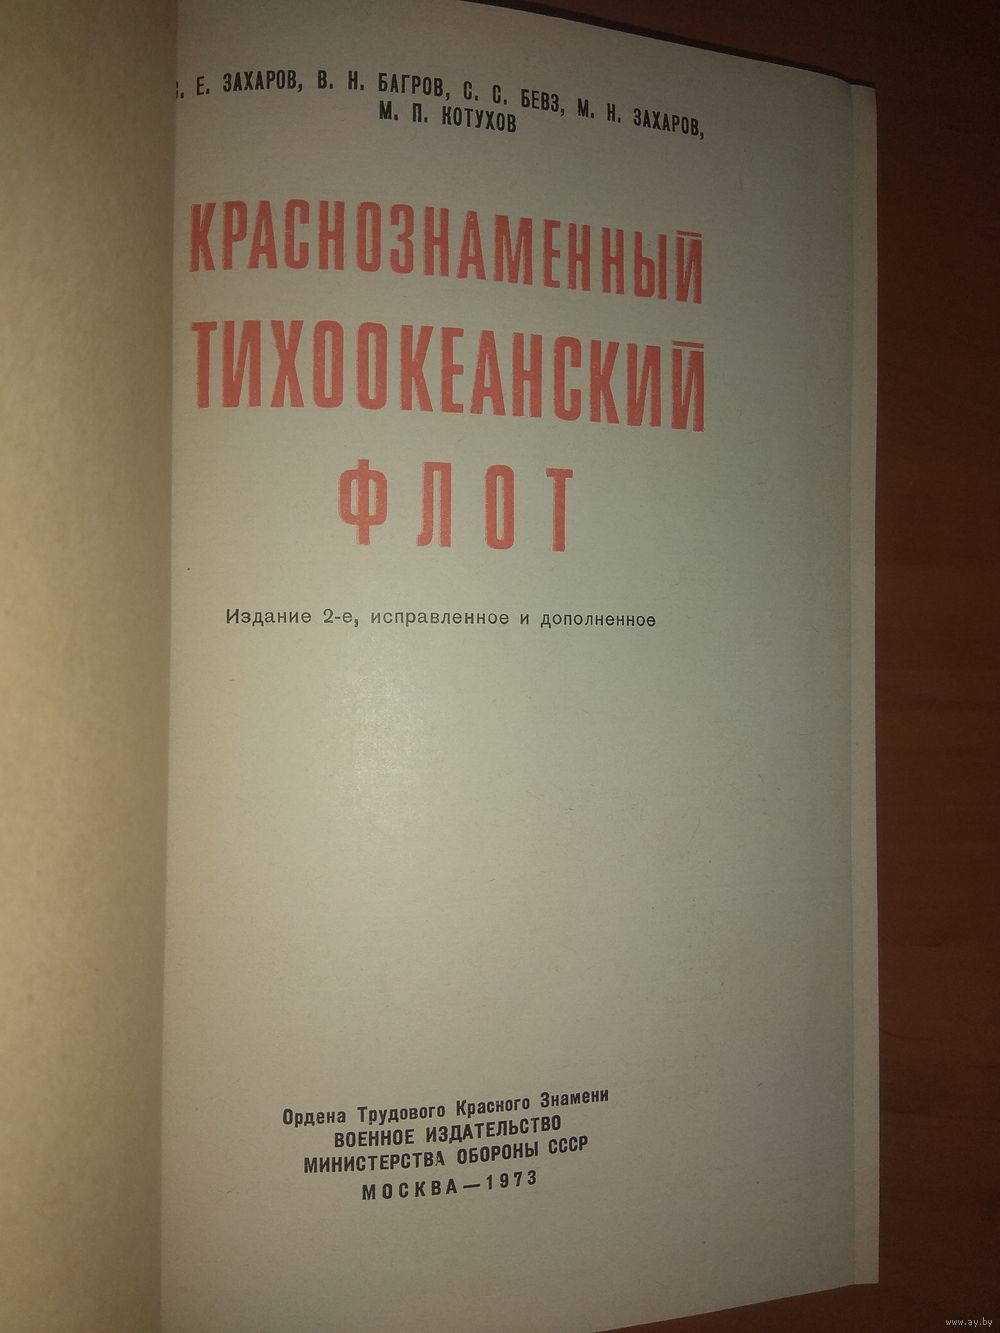 Е. ЗАХАРОВ, В. Н. БАГРОВ, С. С. БЕВЗ, М. Н. ЗАХАРОВ,
М. П. КОТУХОВ
КРАСНОЗНАМЕННЫЙ
ТИХООКЕАНСКИЙ
ФЛОТ
Издание 2-е, исправленное и дополненное
Ордена Трудового Красного Знамени
ВОЕННОЕ ИЗДАТЕЛЬСТВО
МИНИСТЕРСТВА ОБОРОНЫ СССР
МОСКВА—1973
www.ay.by